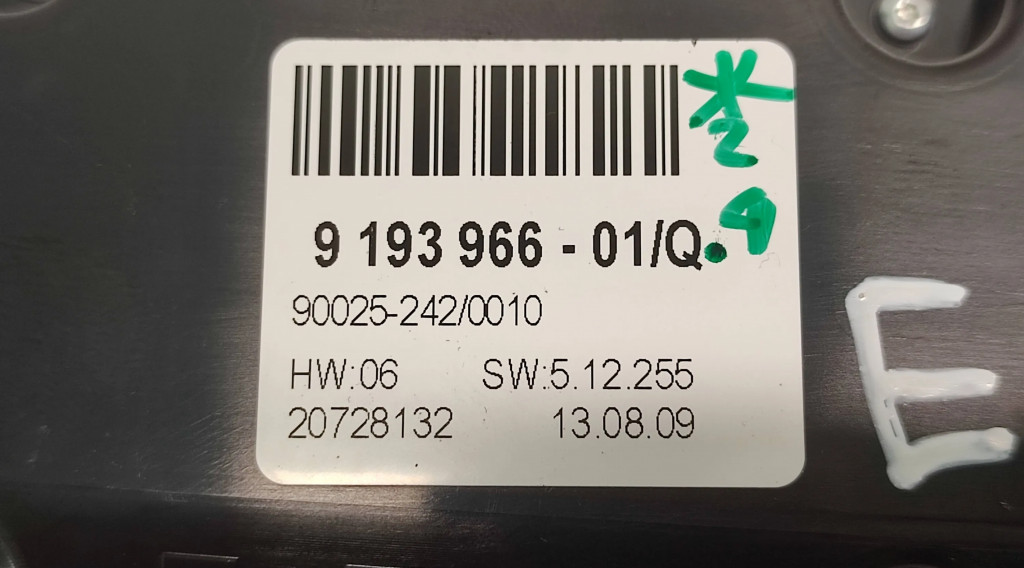 9 193 966 - 01/Q
90025-242/0010
HW:06 SW:5.12.255
20728132 13.08.09
E